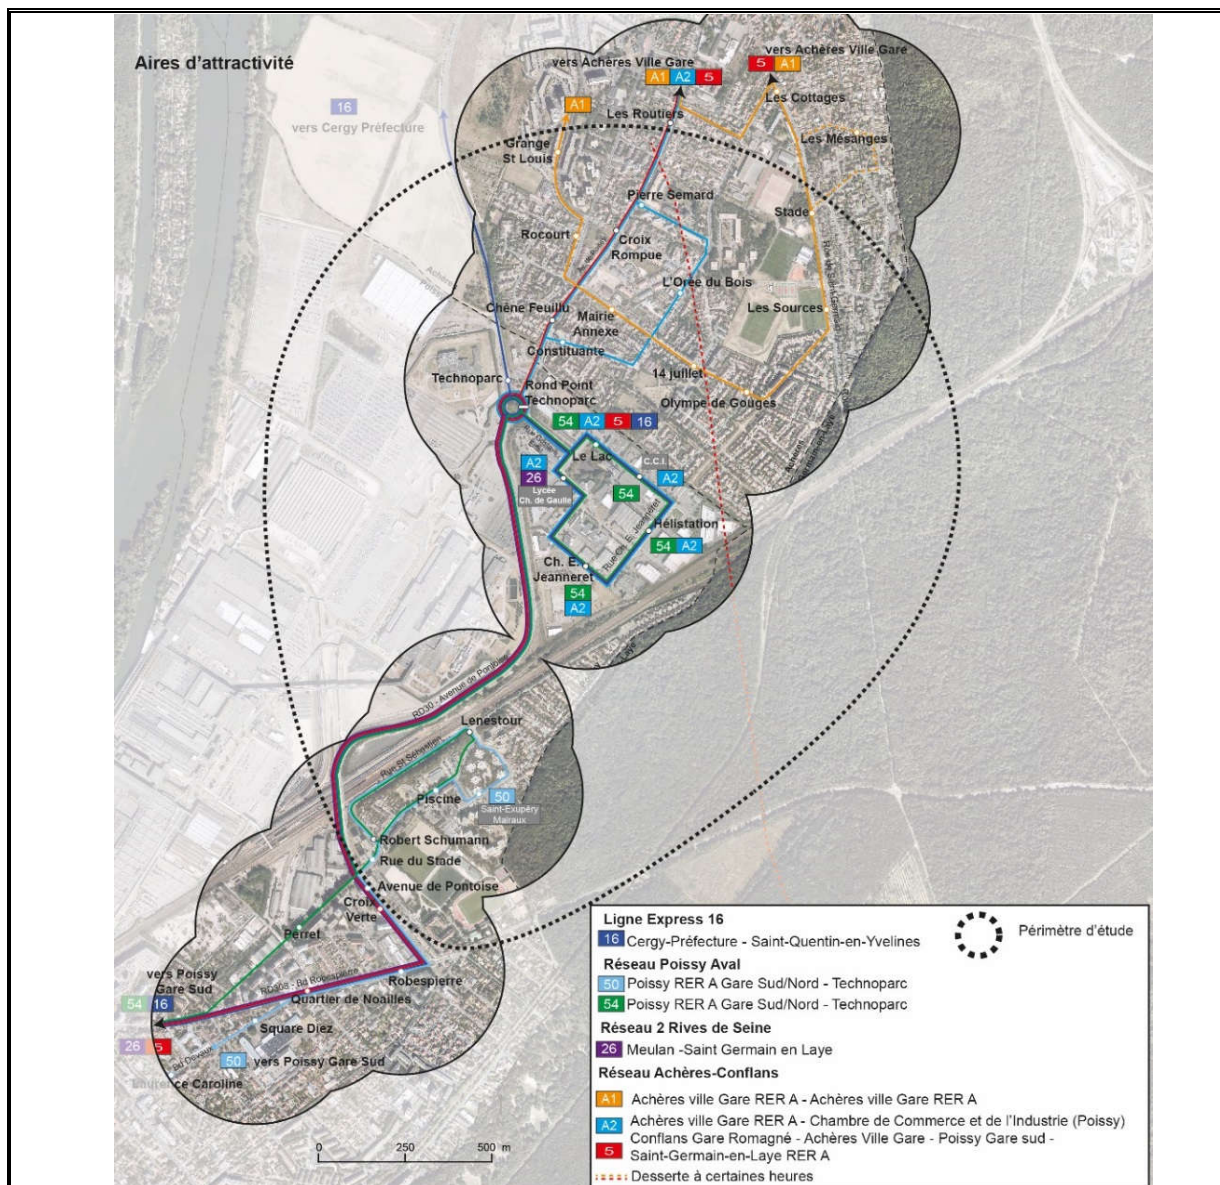 Aires d'attractivité
vers Achères Ville Gare
5 A1
vers Achères Ville Gare
A1 A2 5
16
vers Cergy Préfecture
A1
Les Cottages
Les Routiers
Les Mésanges
Grange
St Louis
Pierre Semard
Stade
Rocourt
Croix
Rompue
L'Orée du Bois
Chêne Feuillu
Mairie
Annexe
Les Sources
Constituante
14 juillet
Technoparc
Rond Point
Technoparc
Olympe de Gouges
54 A2 5 16
Le Lac
C.C.I.
A2
A2
26
Lycée
Ch. de Gaulle
54
Rue Ch. E. Jeanneret
Hélistation
54 A2
Ch. E.
Jeanneret
54
A2
RD30 - Avenue de Pontoise
Lenestour
Rue St Sébastien
Piscine
50
Saint-Exupéry
Malraux
Robert Schumann
Rue du Stade
Avenue de Pontoise
Croix
Verte
Perret
vers Poissy
Gare Sud
54 16
RD308 - Bd Robespierre
Robespierre
Quartier de Noailles
26 5
Square Diez
Bd Devaux
50 vers Poissy Gare Sud
Laurence Caroline
0 250 500 m
Ligne Express 16
16 Cergy-Préfecture - Saint-Quentin-en-Yvelines
Périmètre d'étude
Réseau Poissy Aval
50 Poissy RER A Gare Sud/Nord - Technoparc
54 Poissy RER A Gare Sud/Nord - Technoparc
Réseau 2 Rives de Seine
26 Meulan -Saint Germain en Laye
Réseau Achères-Conflans
A1 Achères ville Gare RER A - Achères ville Gare RER A
A2 Achères ville Gare RER A - Chambre de Commerce et de l'Industrie (Poissy)
5 Conflans Gare Romagné - Achères Ville Gare - Poissy Gare sud -
Saint-Germain-en-Laye RER A
Desserte à certaines heures